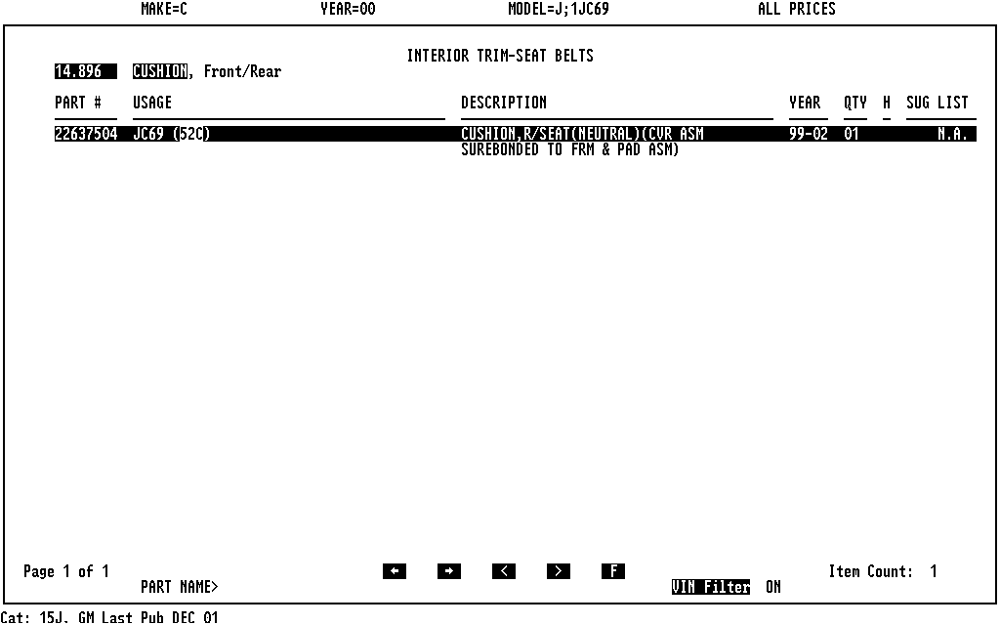 MAKE=C YEAR=00 MODEL=J;1JC69 ALL PRICES
INTERIOR TRIM-SEAT BELTS
14.896 CUSHION, Front/Rear
PART # USAGE DESCRIPTION YEAR QTY H SUG LIST
22637504 JC69 (52C) CUSHION,R/SEAT(NEUTRAL)(CVR ASM 99-02 01 N.A.
SUREBONDED TO FRM & PAD ASM)
Page 1 of 1 ← → < > F Item Count: 1
PART NAME> VIN Filter ON
Cat: 15J, GM Last Pub DEC 01